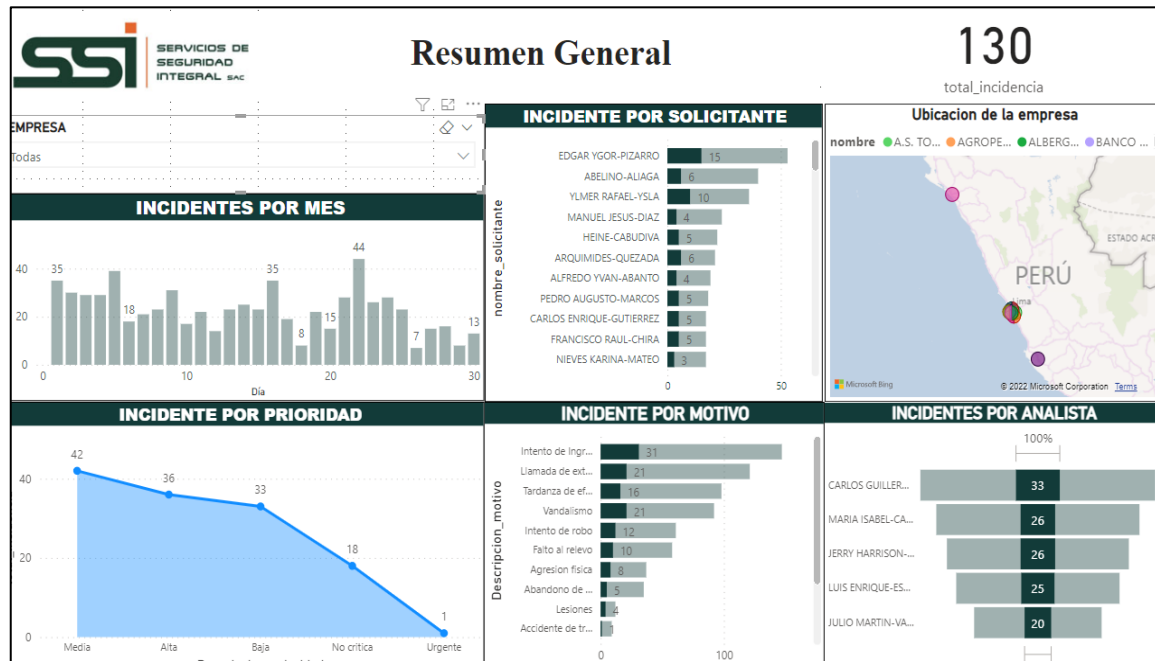 SSI
SERVICIOS DE
SEGURIDAD
INTEGRAL SAC
Resumen General
130
total_incidencia
EMPRESA
Todas
INCIDENTES POR MES
40
20
0
35
18
35
8
15
44
7
13
0
10
20
30
Día
INCIDENTE POR SOLICITANTE
nombre_solicitante
EDGAR YGOR-PIZARRO 15
ABELINO-ALIAGA 6
YLMER RAFAEL-YSLA 10
MANUEL JESUS-DIAZ 4
HEINE-CABUDIVA 5
ARQUIMIDES-QUEZADA 6
ALFREDO YVAN-ABANTO 4
PEDRO AUGUSTO-MARCOS 5
CARLOS ENRIQUE-GUTIERREZ 5
FRANCISCO RAUL-CHIRA 5
NIEVES KARINA-MATEO 3
0 50
Ubicacion de la empresa
nombre A.S. TO... AGROPE... ALBERG... BANCO ...
ESTADO ACR
PERÚ
Lima
Microsoft Bing
© 2022 Microsoft Corporation Terms
INCIDENTE POR PRIORIDAD
40
20
0
42
36
33
18
1
Media Alta Baja No critica Urgente
INCIDENTE POR MOTIVO
Descripcion_motivo
Intento de Ingr... 31
Llamada de ext... 21
Tardanza de ef... 16
Vandalismo 21
Intento de robo 12
Falto al relevo 10
Agresion fisica 8
Abandono de ... 5
Lesiones 4
Accidente de tr... 1
0 100
INCIDENTES POR ANALISTA
100%
CARLOS GUILLER... 33
MARIA ISABEL-CA... 26
JERRY HARRISON-... 26
LUIS ENRIQUE-ES... 25
JULIO MARTIN-VA... 20